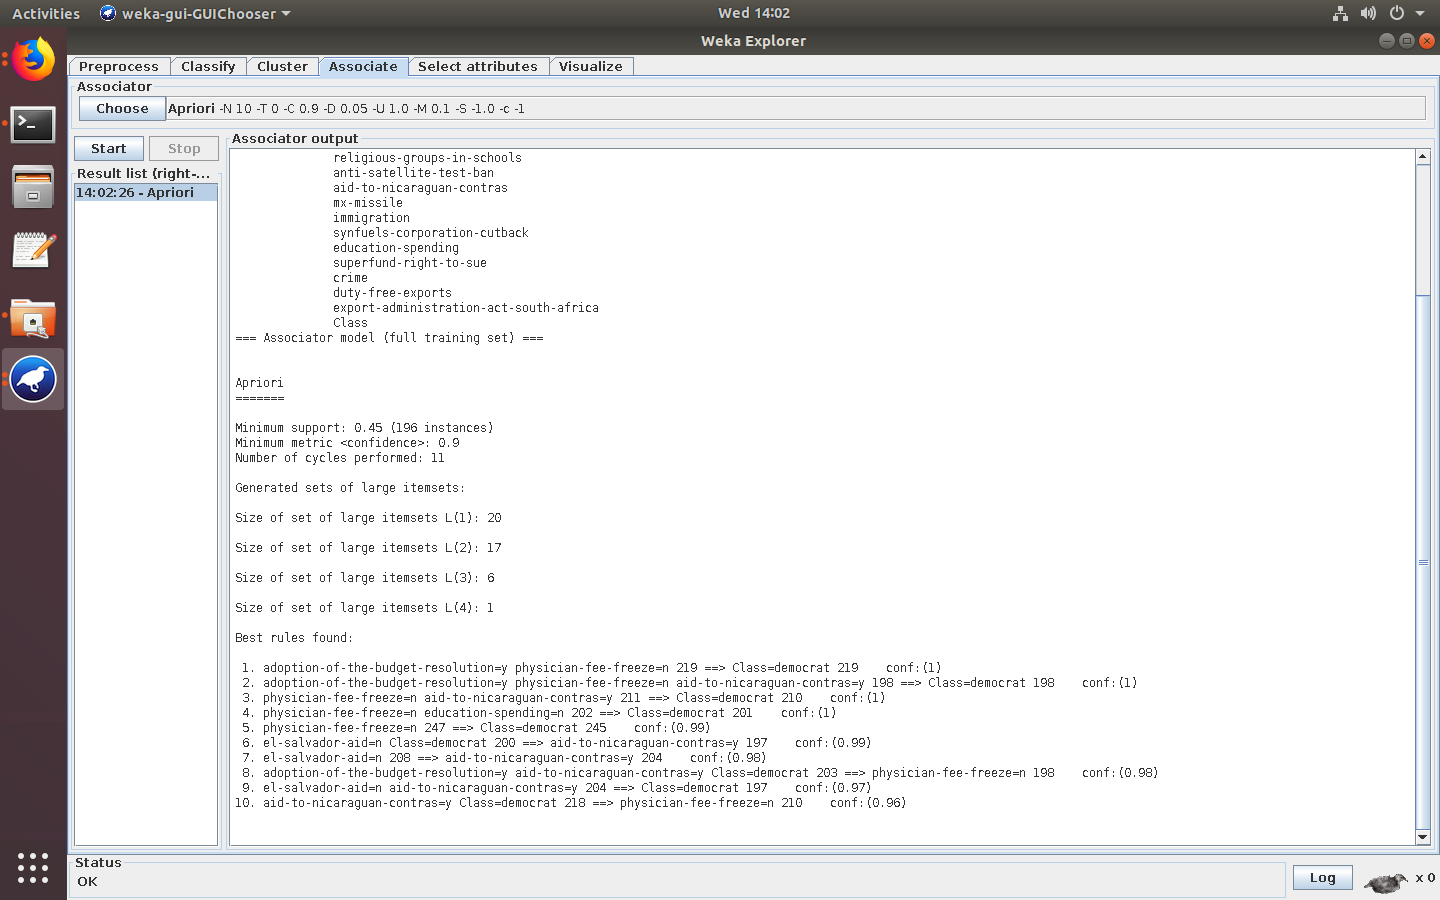 Activities weka-gui-GUIChooser Wed 14:02
Weka Explorer
Preprocess Classify Cluster Associate Select attributes Visualize
Associator
Choose Apriori -N 10 -T 0 -C 0.9 -D 0.05 -U 1.0 -M 0.1 -S -1.0 -c -1
Start Stop
Result list (right-...
14:02:26 - Apriori
Associator output
religious-groups-in-schools
anti-satellite-test-ban
aid-to-nicaraguan-contras
mx-missile
immigration
synfuels-corporation-cutback
education-spending
superfund-right-to-sue
crime
duty-free-exports
export-administration-act-south-africa
Class
=== Associator model (full training set) ===
Apriori
=======
Minimum support: 0.45 (196 instances)
Minimum metric <confidence>: 0.9
Number of cycles performed: 11
Generated sets of large itemsets:
Size of set of large itemsets L(1): 20
Size of set of large itemsets L(2): 17
Size of set of large itemsets L(3): 6
Size of set of large itemsets L(4): 1
Best rules found:
1. adoption-of-the-budget-resolution=y physician-fee-freeze=n 219 ==> Class=democrat 219 conf:(1)
2. adoption-of-the-budget-resolution=y physician-fee-freeze=n aid-to-nicaraguan-contras=y 198 ==> Class=democrat 198 conf:(1)
3. physician-fee-freeze=n aid-to-nicaraguan-contras=y 211 ==> Class=democrat 210 conf:(1)
4. physician-fee-freeze=n education-spending=n 202 ==> Class=democrat 201 conf:(1)
5. physician-fee-freeze=n 247 ==> Class=democrat 245 conf:(0.99)
6. el-salvador-aid=n Class=democrat 200 ==> aid-to-nicaraguan-contras=y 197 conf:(0.99)
7. el-salvador-aid=n 208 ==> aid-to-nicaraguan-contras=y 204 conf:(0.98)
8. adoption-of-the-budget-resolution=y aid-to-nicaraguan-contras=y Class=democrat 203 ==> physician-fee-freeze=n 198 conf:(0.98)
9. el-salvador-aid=n aid-to-nicaraguan-contras=y 204 ==> Class=democrat 197 conf:(0.97)
10. aid-to-nicaraguan-contras=y Class=democrat 218 ==> physician-fee-freeze=n 210 conf:(0.96)
Status
OK
Log x 0